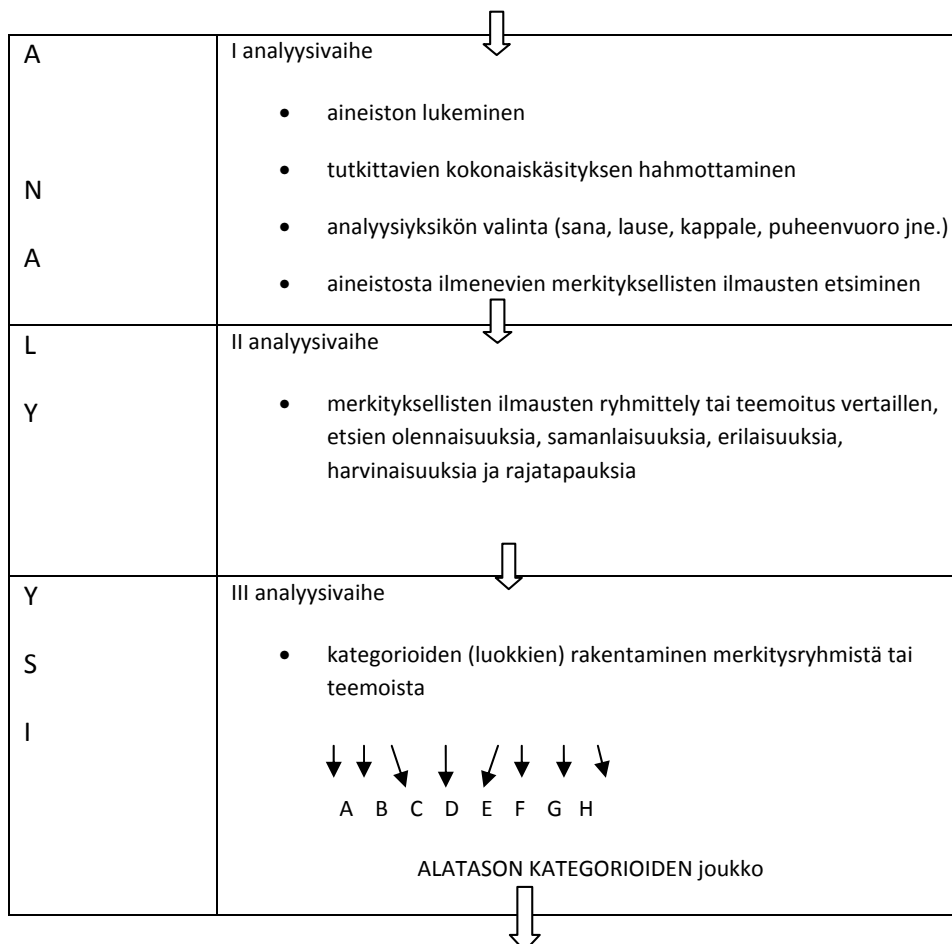 A
I analyysivaihe
• aineiston lukeminen
• tutkittavien kokonaiskäsityksen hahmottaminen
N
• analyysiyksikön valinta (sana, lause, kappale, puheenvuoro jne.)
A
• aineistosta ilmenevien merkityksellisten ilmausten etsiminen
L
II analyysivaihe
Y
• merkityksellisten ilmausten ryhmittely tai teemoitus vertaillen,
etsien olennaisuuksia, samanlaisuuksia, erilaisuuksia,
harvinaisuuksia ja rajatapauksia
Y
III analyysivaihe
S
• kategorioiden (luokkien) rakentaminen merkitysryhmistä tai
teemoista
I
A B C D E F G H
ALATASON KATEGORIOIDEN joukko